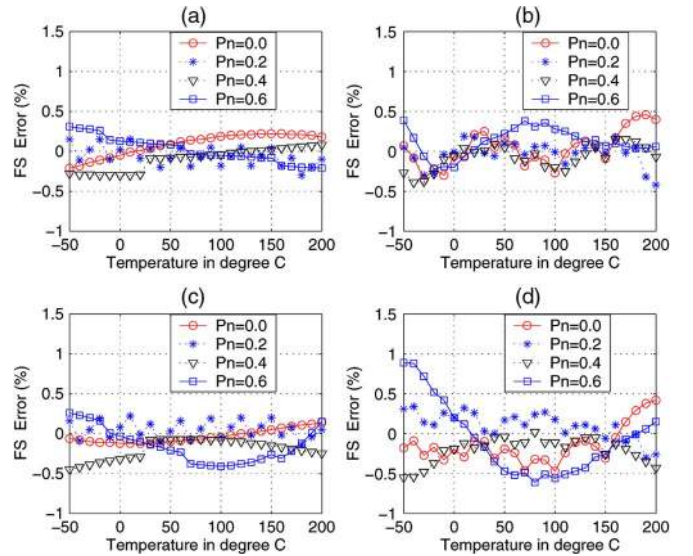 (a)
1.5
1
0.5
0
-0.5
-1
-50 0 50 100 150 200
FS Error (%)
Temperature in degree C
Pn=0.0
Pn=0.2
Pn=0.4
Pn=0.6
(b)
1.5
1
0.5
0
-0.5
-1
-50 0 50 100 150 200
FS Error (%)
Temperature in degree C
Pn=0.0
Pn=0.2
Pn=0.4
Pn=0.6
(c)
1.5
1
0.5
0
-0.5
-1
-50 0 50 100 150 200
FS Error (%)
Temperature in degree C
Pn=0.0
Pn=0.2
Pn=0.4
Pn=0.6
(d)
1.5
1
0.5
0
-0.5
-1
-50 0 50 100 150 200
FS Error (%)
Temperature in degree C
Pn=0.0
Pn=0.2
Pn=0.4
Pn=0.6